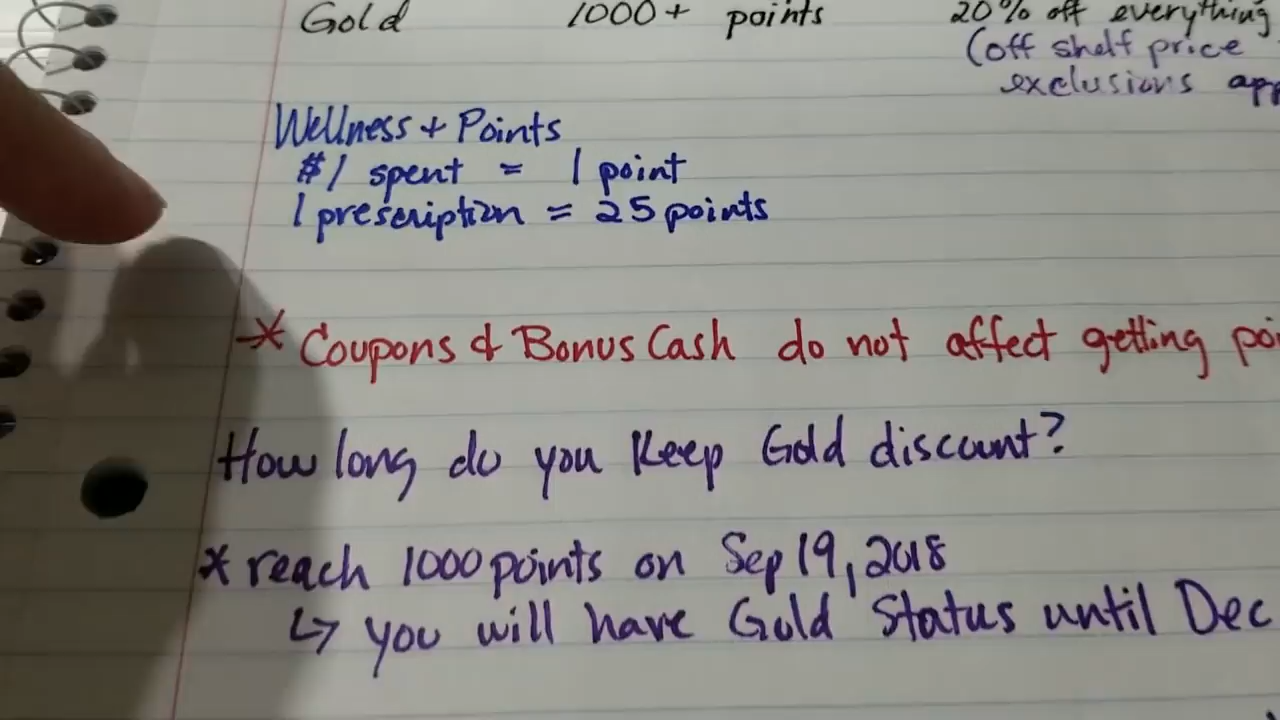 Gold 1000+ points 20% off everything
(off shelf price
exclusions
Wellness + Points
$1 spent = 1 point
1 prescription = 25 points
* Coupons & Bonus Cash do not affect getting
How long do you keep Gold discount?
* reach 1000 points on Sep 19, 2018
↳ you will have Gold Status until Dec